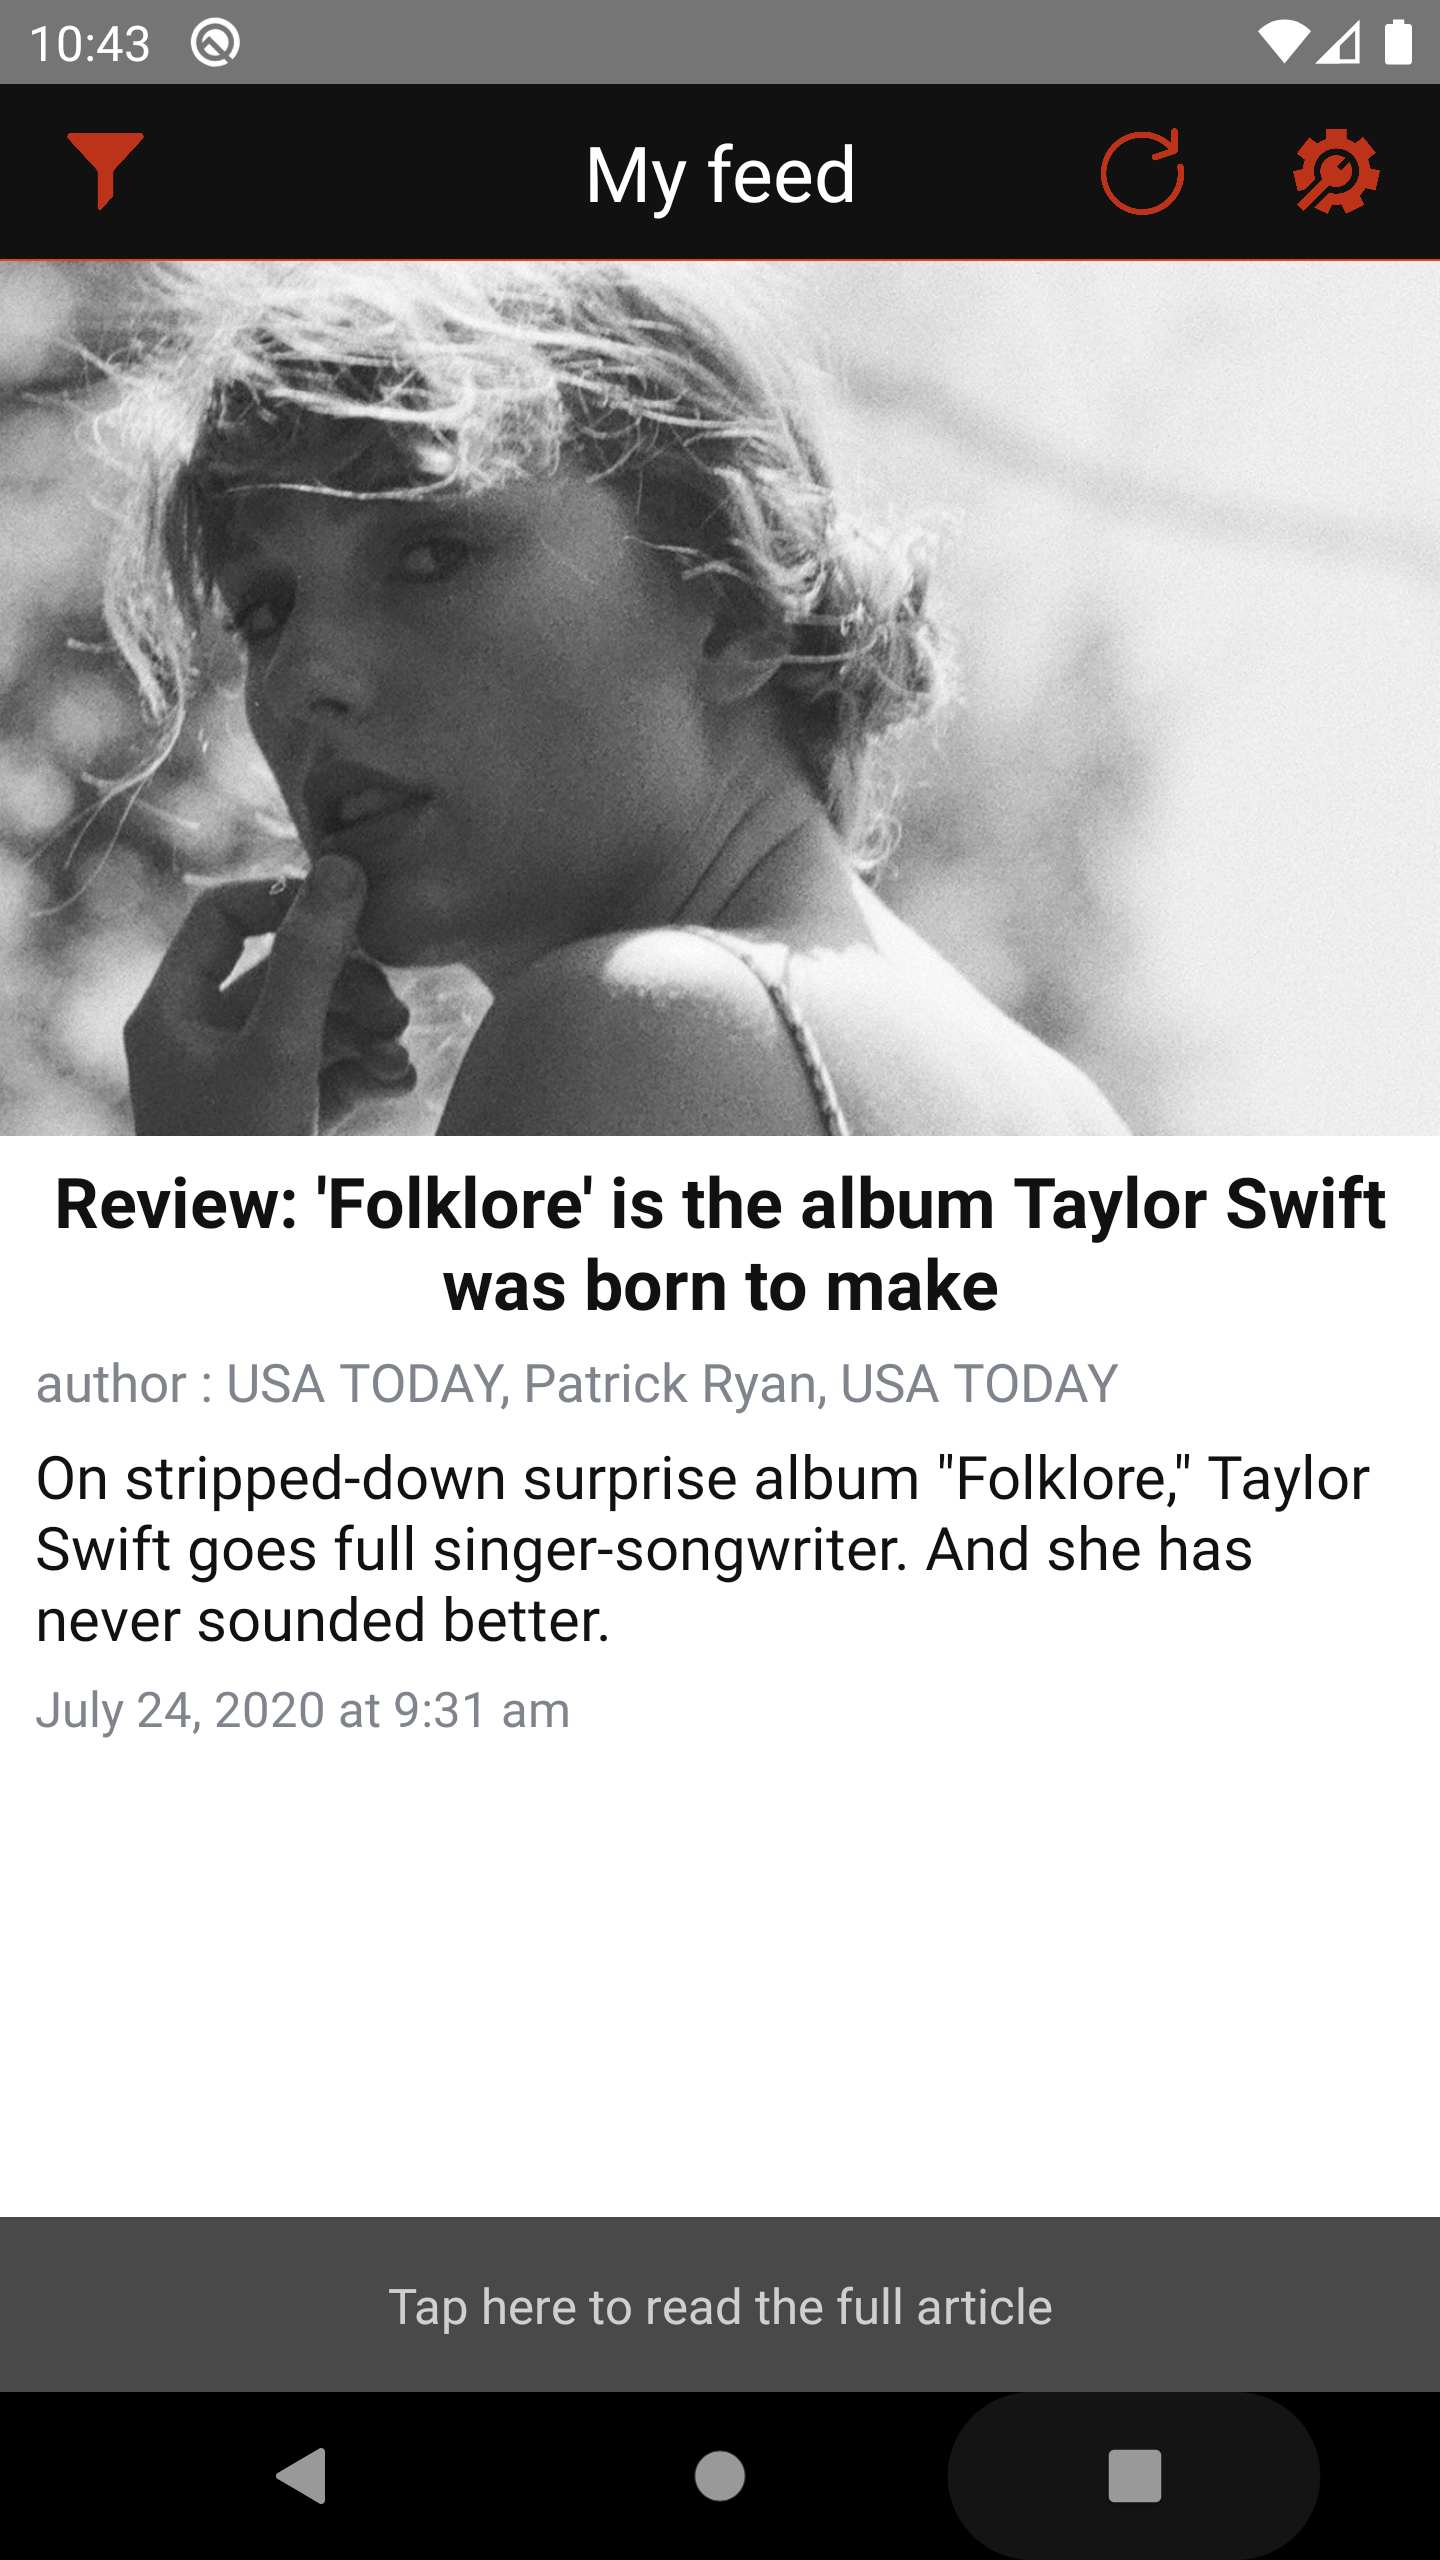 10:43
My feed
Review: 'Folklore' is the album Taylor Swift
was born to make
author : USA TODAY, Patrick Ryan, USA TODAY
On stripped-down surprise album "Folklore," Taylor
Swift goes full singer-songwriter. And she has
never sounded better.
July 24, 2020 at 9:31 am
Tap here to read the full article